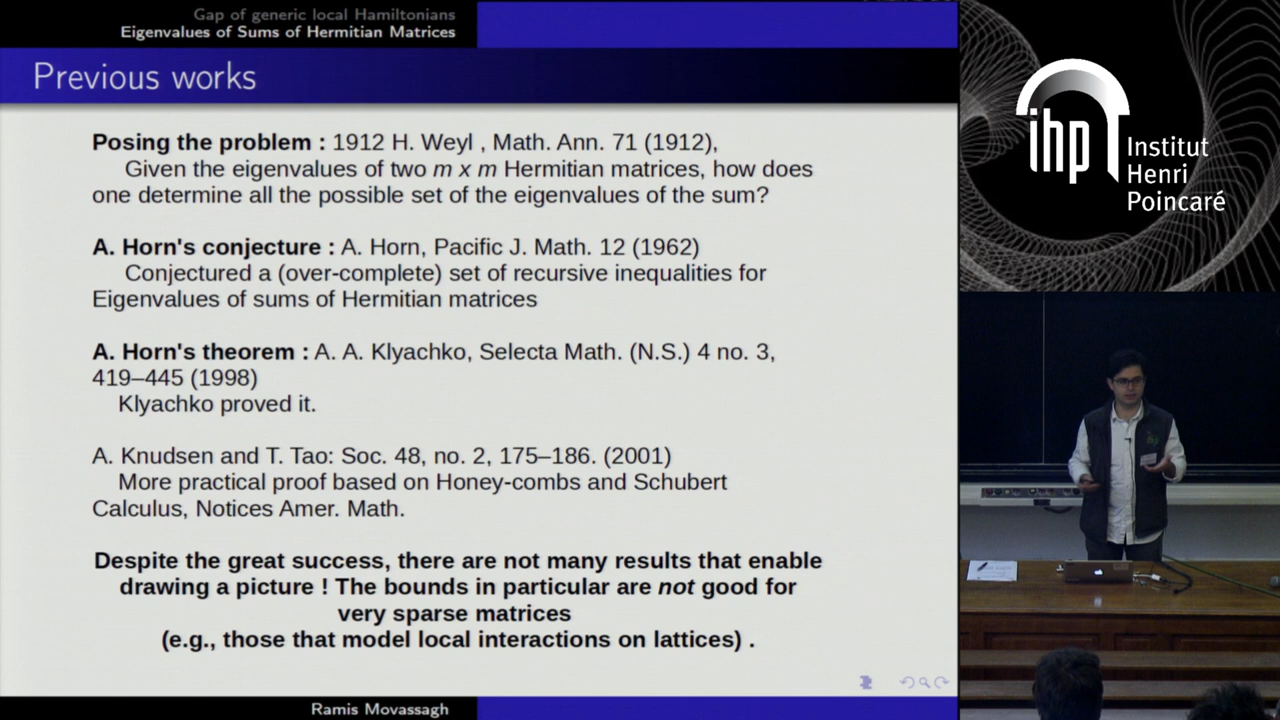 Gap of generic local Hamiltonians
Eigenvalues of Sums of Hermitian Matrices
Previous works
Posing the problem : 1912 H. Weyl , Math. Ann. 71 (1912),
Given the eigenvalues of two m x m Hermitian matrices, how does
one determine all the possible set of the eigenvalues of the sum?
A. Horn's conjecture : A. Horn, Pacific J. Math. 12 (1962)
Conjectured a (over-complete) set of recursive inequalities for
Eigenvalues of sums of Hermitian matrices
A. Horn's theorem : A. A. Klyachko, Selecta Math. (N.S.) 4 no. 3,
419–445 (1998)
Klyachko proved it.
A. Knudsen and T. Tao: Soc. 48, no. 2, 175–186. (2001)
More practical proof based on Honey-combs and Schubert
Calculus, Notices Amer. Math.
Despite the great success, there are not many results that enable
drawing a picture ! The bounds in particular are not good for
very sparse matrices
(e.g., those that model local interactions on lattices) .
Ramis Movassagh
ihp
Institut
Henri
Poincaré